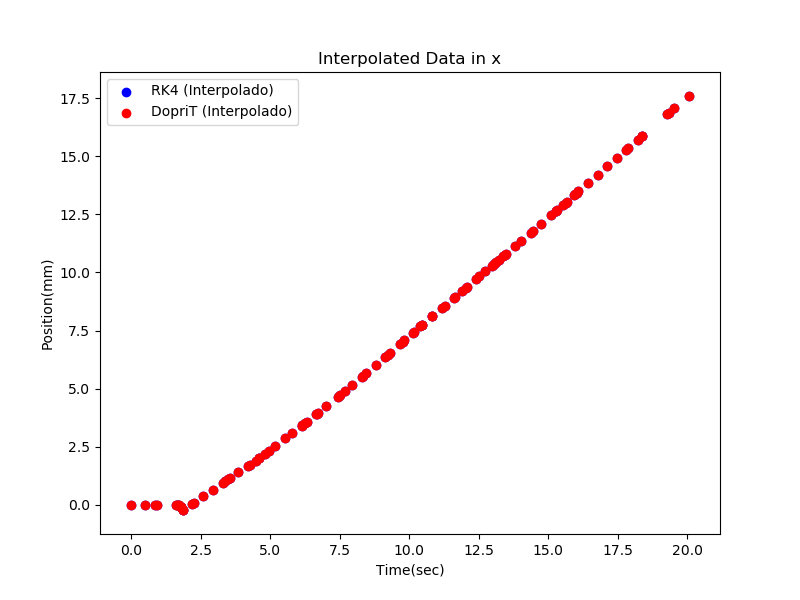 Interpolated Data in x
RK4 (Interpolado)
DopriT (Interpolado)
17.5
15.0
12.5
10.0
7.5
5.0
2.5
0.0
Position(mm)
0.0 2.5 5.0 7.5 10.0 12.5 15.0 17.5 20.0
Time(sec)